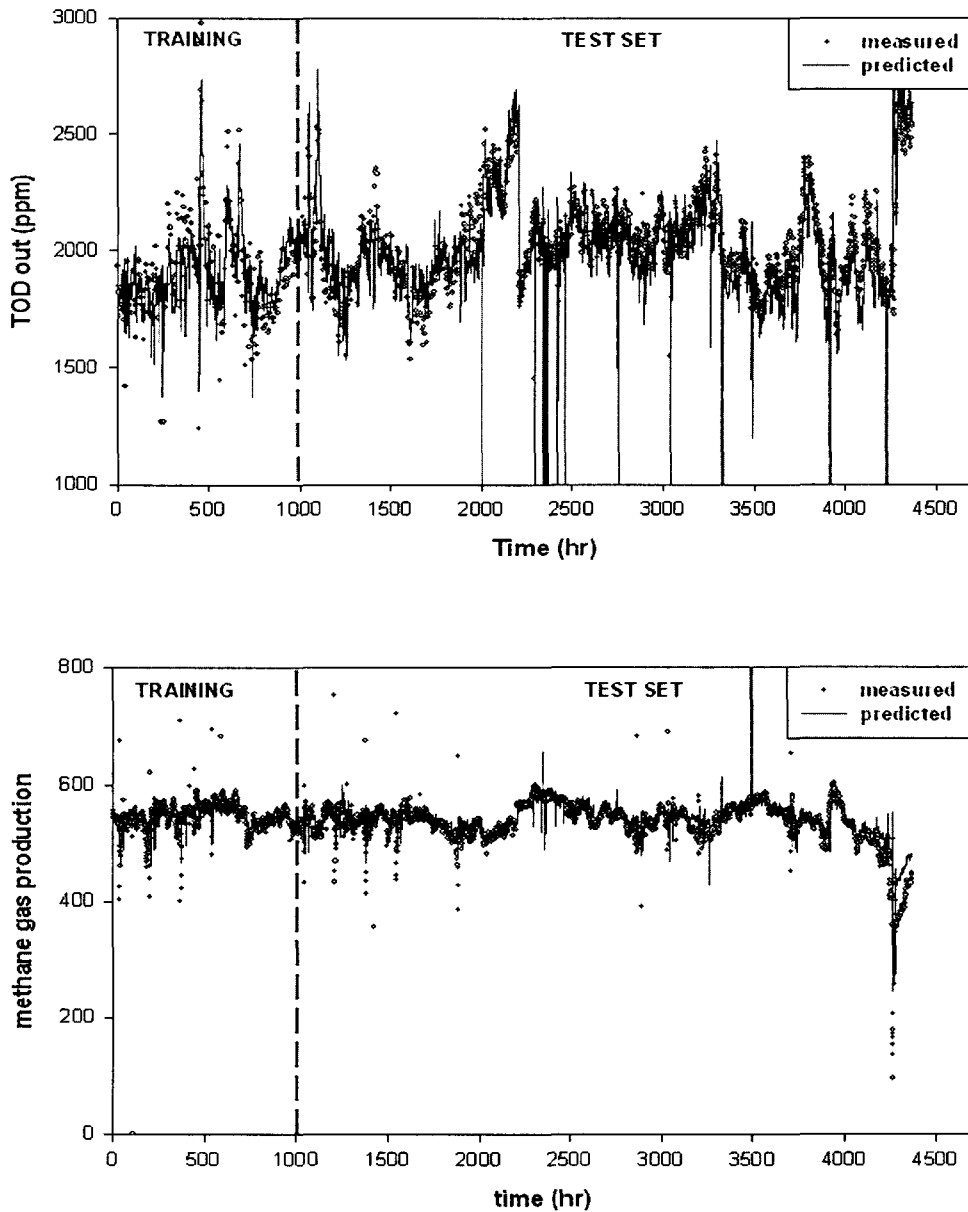 3000
TRAINING
TEST SET
measured
predicted
2500
2000
1500
1000
TOD out (ppm)
0
500
1000
1500
2000
2500
3000
3500
4000
4500
Time (hr)
800
TRAINING
TEST SET
measured
predicted
600
400
200
0
methane gas production
0
500
1000
1500
2000
2500
3000
3500
4000
4500
time (hr)